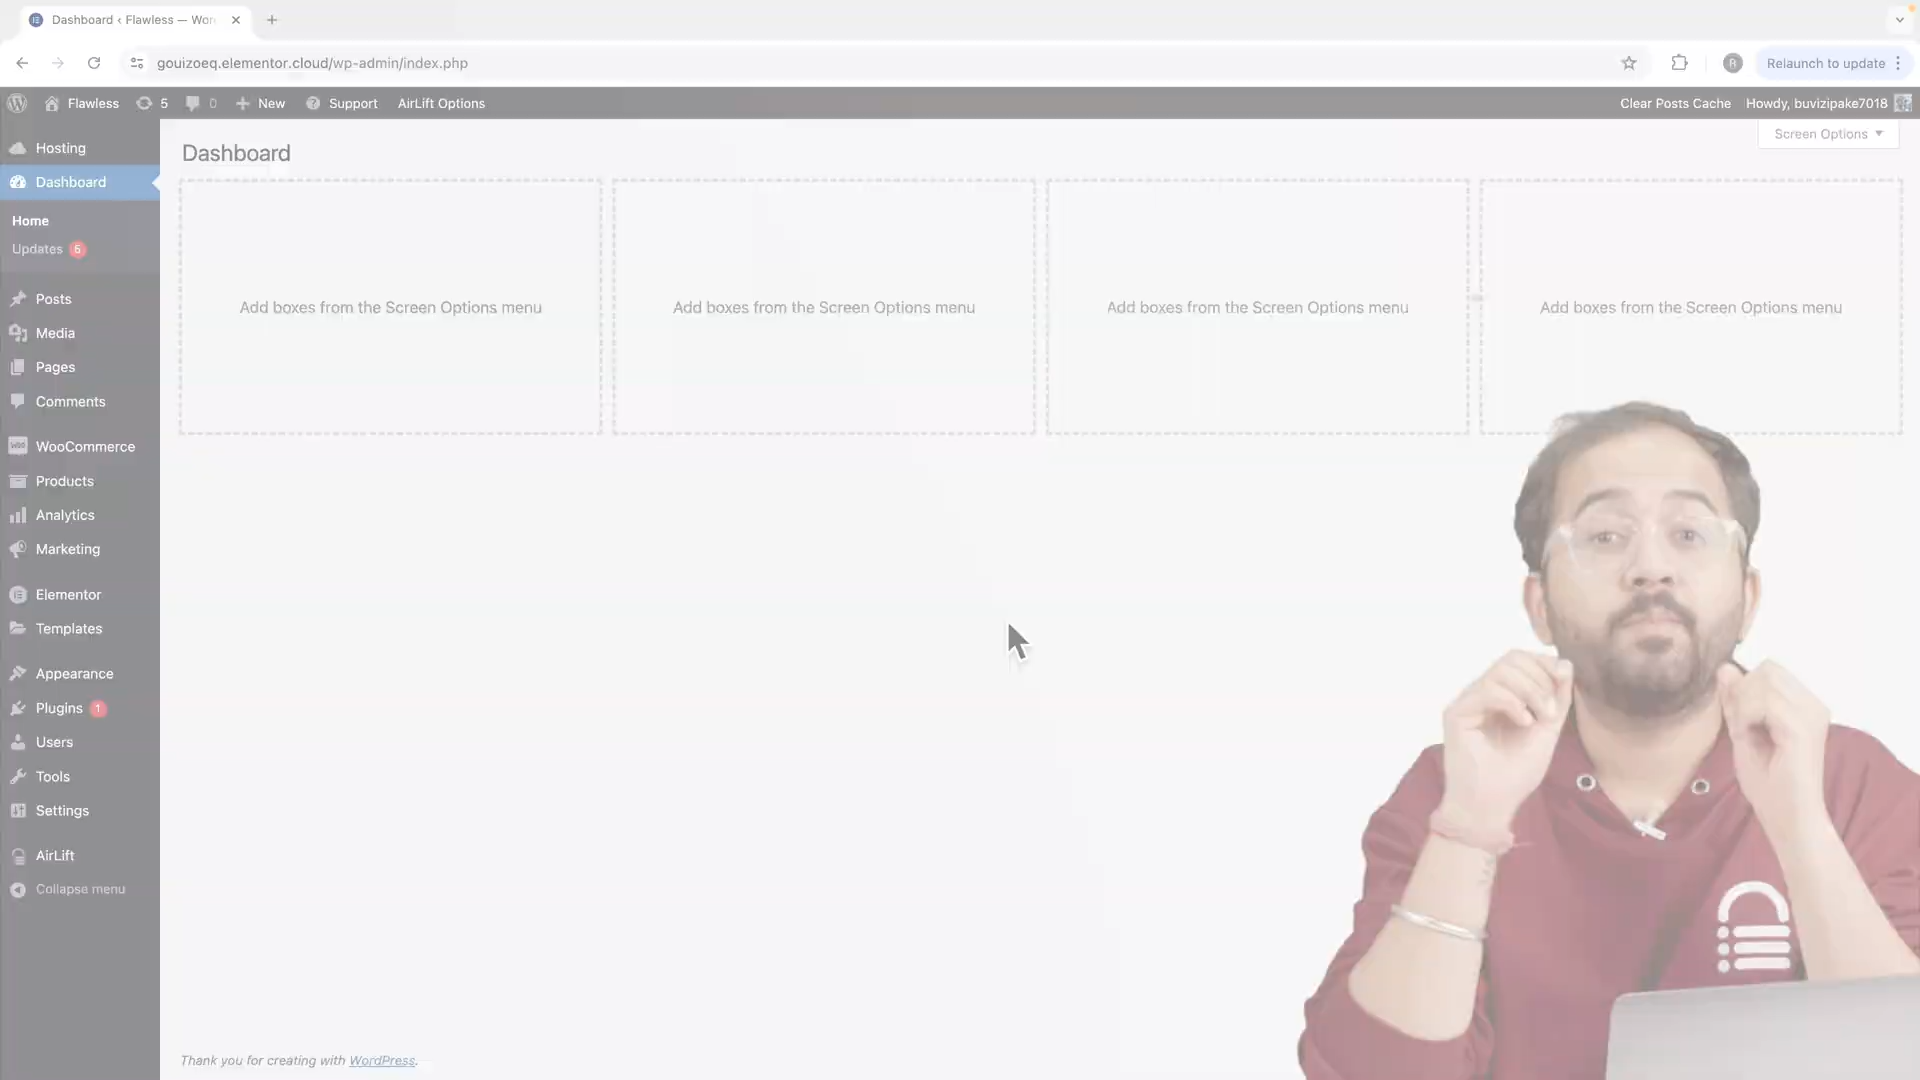 Dashboard ‹ Flawless — Wor
gouizoeq.elementor.cloud/wp-admin/index.php
Relaunch to update
Flawless
5
0
New
Support
AirLift Options
Clear Posts Cache
Howdy, buvizipake7018
Screen Options
Hosting
Dashboard
Home
Updates
Posts
Media
Pages
Comments
WooCommerce
Products
Analytics
Marketing
Elementor
Templates
Appearance
Plugins 1
Users
Tools
Settings
AirLift
Collapse menu
Dashboard
Add boxes from the Screen Options menu
Add boxes from the Screen Options menu
Add boxes from the Screen Options menu
Add boxes from the Screen Options menu
Thank you for creating with WordPress.